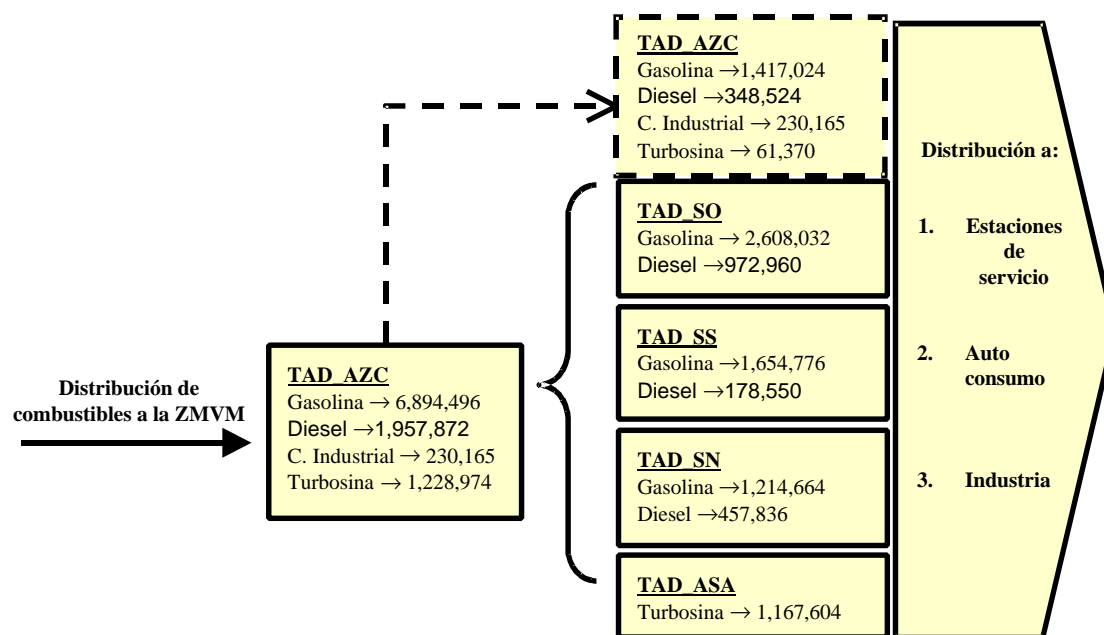 Distribución de
combustibles a la ZMVM
TAD_AZC
Gasolina → 6,894,496
Diesel →1,957,872
C. Industrial → 230,165
Turbosina → 1,228,974
TAD_AZC
Gasolina →1,417,024
Diesel →348,524
C. Industrial → 230,165
Turbosina → 61,370
TAD_SO
Gasolina → 2,608,032
Diesel →972,960
TAD_SS
Gasolina →1,654,776
Diesel →178,550
TAD_SN
Gasolina →1,214,664
Diesel →457,836
TAD_ASA
Turbosina → 1,167,604
Distribución a:
1. Estaciones
de
servicio
2. Auto
consumo
3. Industria